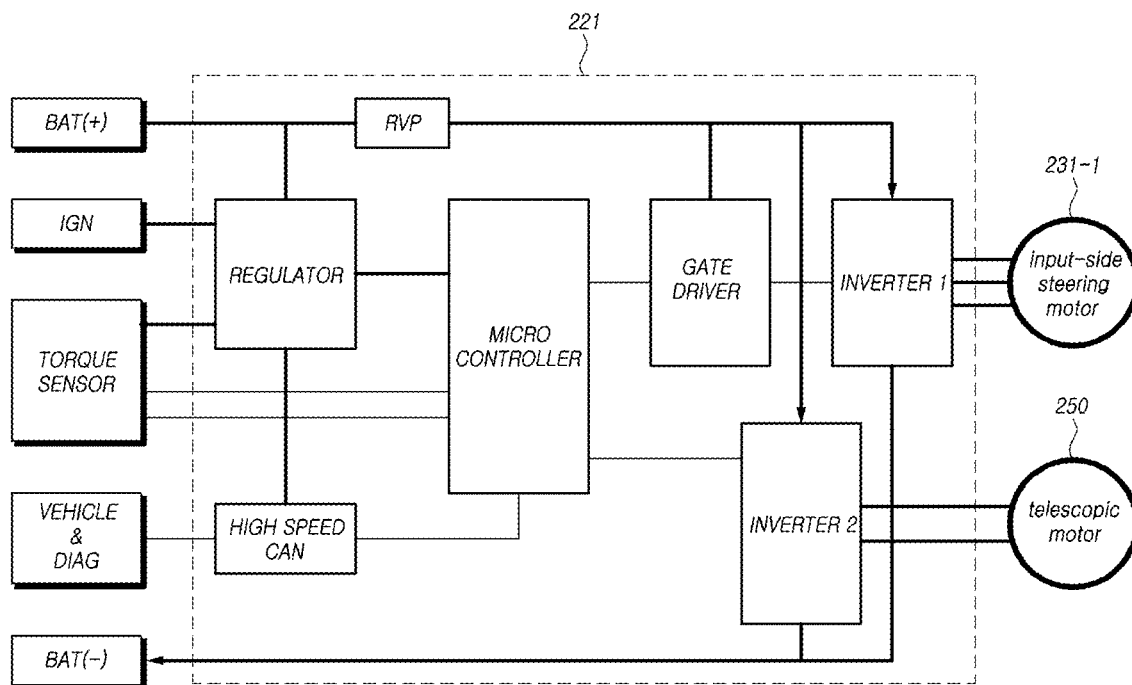 221
BAT(+)
RVP
231-1
IGN
REGULATOR
MICRO
CONTROLLER
GATE
DRIVER
INVERTER 1
input-side
steering
motor
TORQUE
SENSOR
250
VEHICLE
&
DIAG
HIGH SPEED
CAN
INVERTER 2
telescopic
motor
BAT(-)